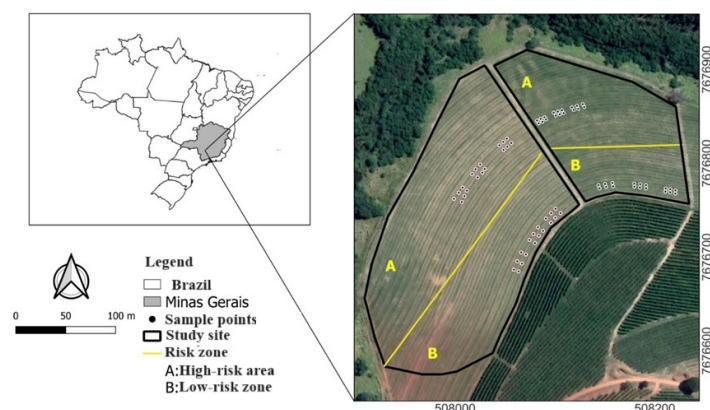 Legend
Brazil
Minas Gerais
Sample points
Study site
Risk zone
A:High-risk area
B:Low-risk zone
0 50 100 m
A
B
A
B
7676900
7676800
7676700
7676600
508000 508200